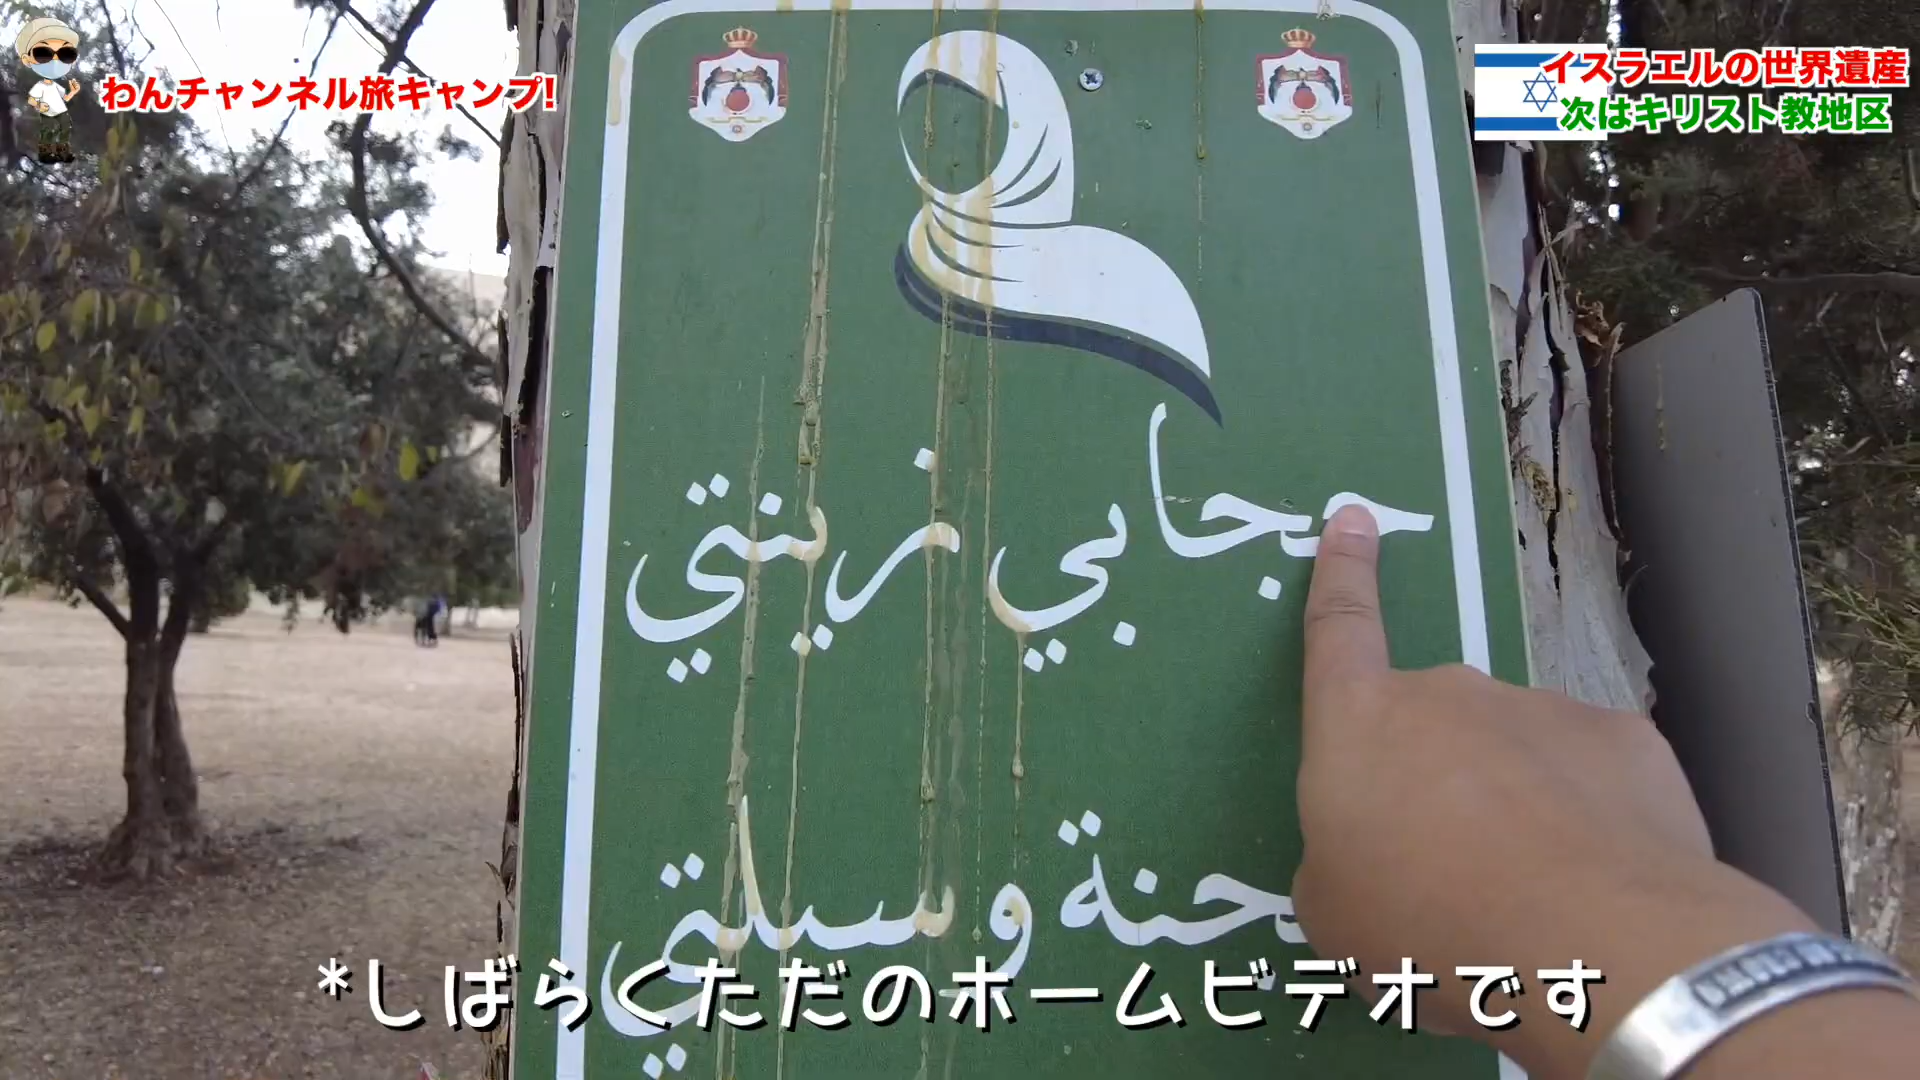 わんチャンネル旅キャンプ!
イスラエルの世界遺産
次はキリスト教地区
حجابي زينتي
وسيلتي
*しばらくただのホームビデオです